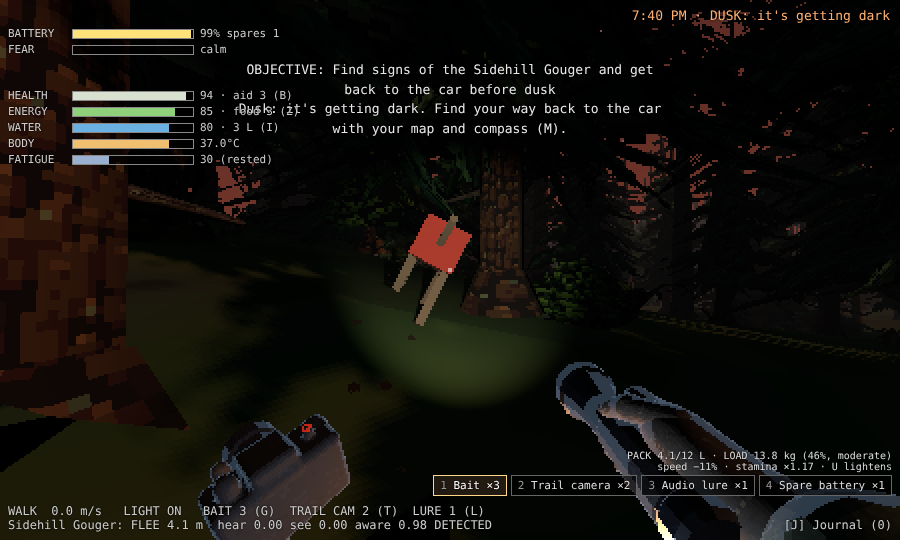 7:40 PM · DUSK: it's getting dark
BATTERY 99% spares 1
FEAR calm
OBJECTIVE: Find signs of the Sidehill Gouger and get
back to the car before dusk
Dusk: it's getting dark. Find your way back to the car
with your map and compass (M).
HEALTH 94 · aid 3 (B)
ENERGY 85 ·
WATER 80 · 3 L (I)
BODY 37.0°C
FATIGUE 30 (rested)
PACK 4.1/12 L · LOAD 13.8 kg (46%, moderate)
speed −11% · stamina ×1.17 · U lightens
1 Bait ×3 2 Trail camera ×2 3 Audio lure ×1 4 Spare battery ×1
WALK 0.0 m/s LIGHT ON BAIT 3 (G) TRAIL CAM 2 (T) LURE 1 (L)
Sidehill Gouger: FLEE 4.1 m hear 0.00 see 0.00 aware 0.98 DETECTED
[J] Journal (0)